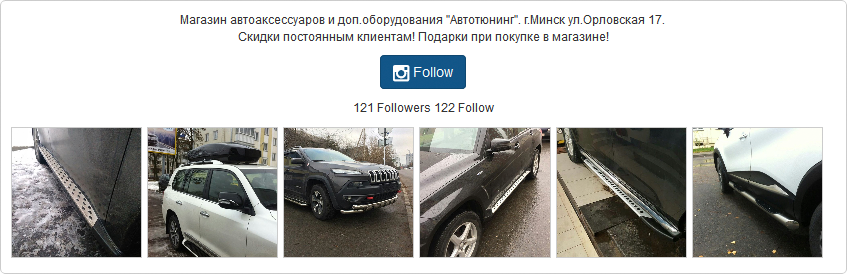 Магазин автоаксессуаров и доп.оборудования "Автотюнинг". г.Минск ул.Орловская 17.
Скидки постоянным клиентам! Подарки при покупке в магазине!
Follow
121 Followers 122 Follow